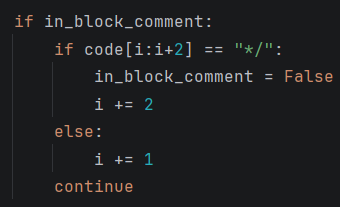 if in_block_comment:
    if code[i:i+2] == "*/":
        in_block_comment = False
        i += 2
    else:
        i += 1
    continue